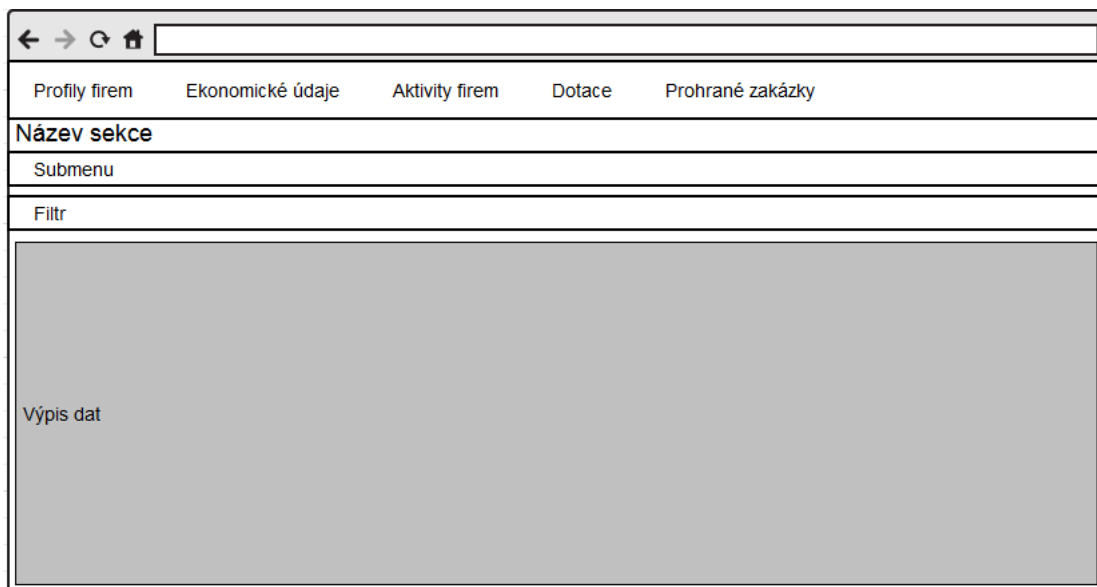 Profily firem Ekonomické údaje Aktivity firem Dotace Prohrané zakázky
Název sekce
Submenu
Filtr
Výpis dat